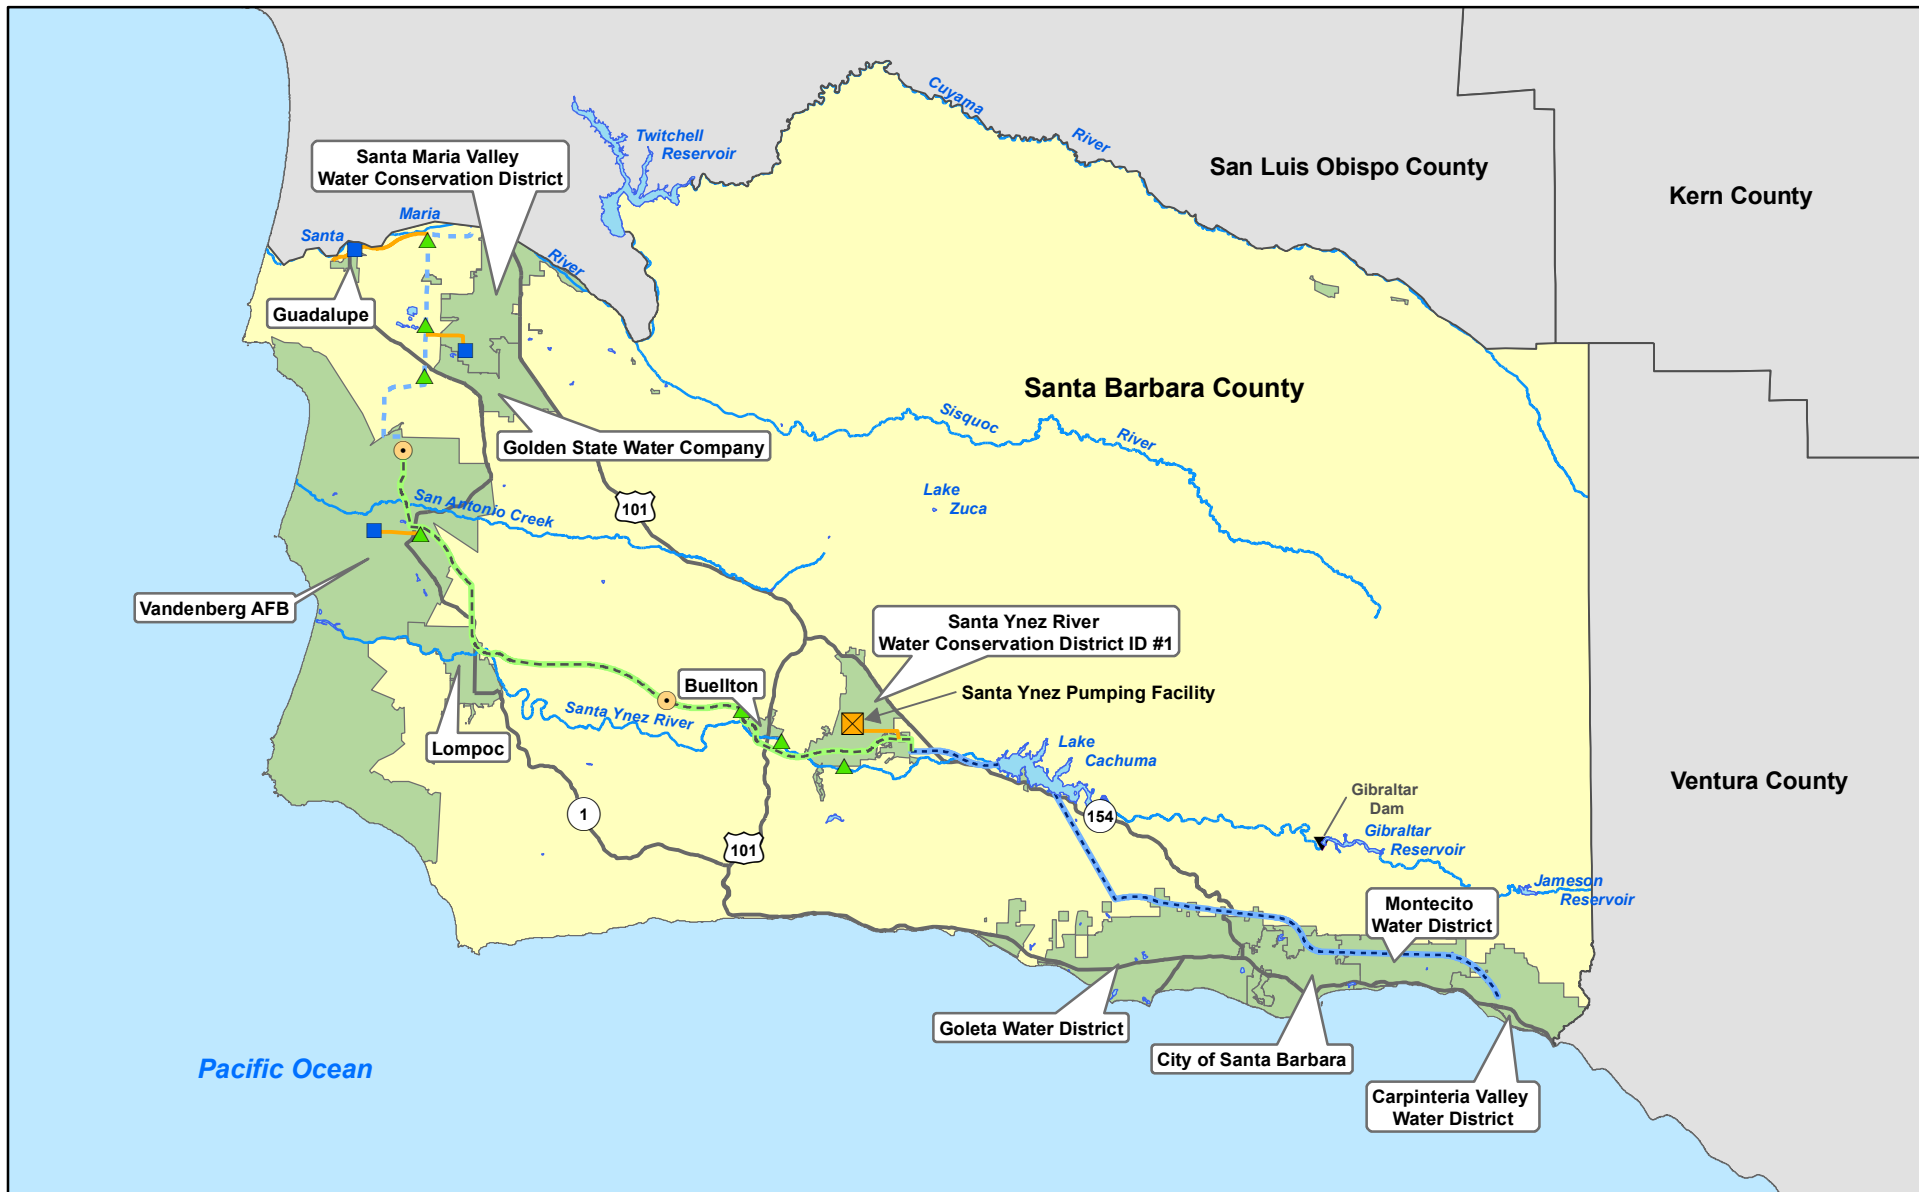 Cuyama
River
Twitchell
Reservoir
San Luis Obispo County
Kern County
Santa Maria Valley
Water Conservation District
Maria
Santa
River
Guadalupe
Santa Barbara County
Sisquoc
River
Golden State Water Company
Lake
Zuca
San Antonio Creek
101
Vandenberg AFB
Santa Ynez River
Water Conservation District ID #1
Buellton
Santa Ynez Pumping Facility
Santa Ynez River
Lompoc
Lake
Cachuma
Ventura County
Gibraltar
Dam
1
154
101
Gibraltar
Reservoir
Jameson
Reservoir
Montecito
Water District
Goleta Water District
City of Santa Barbara
Pacific Ocean
Carpinteria Valley
Water District